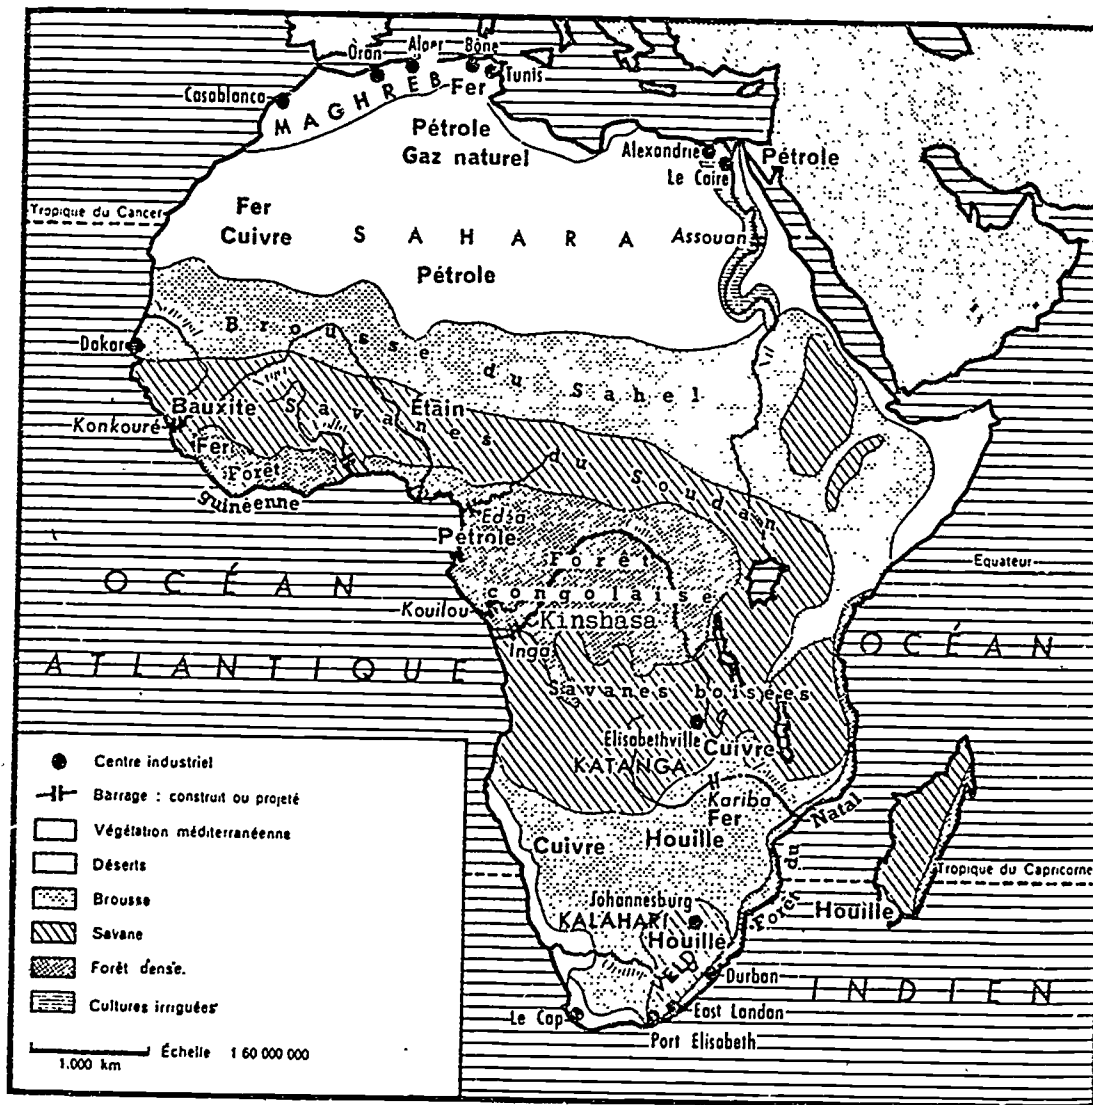 Oran
Alger
Bône
Tunis
Casablanca
MAGHREB
Fer
Pétrole
Gaz naturel
Alexandrie
Le Caire
Pétrole
Tropique du Cancer
Fer
Cuivre
SAHARA
Assouan
Pétrole
Dakar
Brousse du Sahel
Bauxite
Konkouré
Savanes du Soudan
Étain
Fer
Forêt
guinéenne
Edéa
Pétrole
Forêt
congolaise
Equateur
OCÉAN
ATLANTIQUE
Kouilou
Kinshasa
Inga
OCÉAN
Savanes boisées
Elisabethville
Cuivre
KATANGA
Kariba
Fer
Houille
Cuivre
Forêt du Natal
Tropique du Capricorne
Johannesburg
KALAHARI
Houille
Houille
VELD
Durban
INDIEN
Le Cap
East Landan
Port Elisabeth
Centre industriel
Barrage : construit ou projeté
Végétation méditerranéenne
Déserts
Brousse
Savane
Forêt dense.
Cultures irriguées
Échelle 1 60 000 000
1.000 km